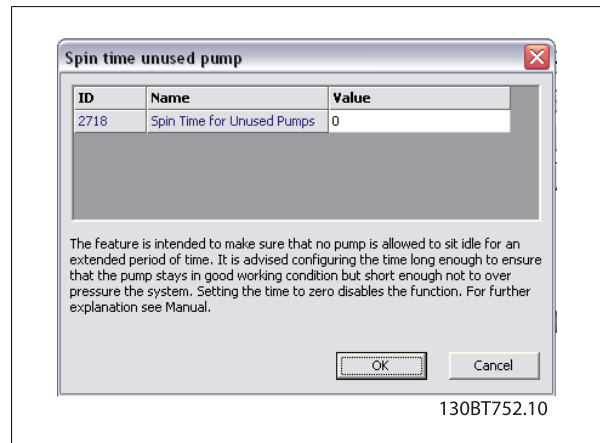 Spin time unused pump
ID Name Value
2718 Spin Time for Unused Pumps 0
The feature is intended to make sure that no pump is allowed to sit idle for an
extended period of time. It is advised configuring the time long enough to ensure
that the pump stays in good working condition but short enough not to over
pressure the system. Setting the time to zero disables the function. For further
explanation see Manual.
OK Cancel
130BT752.10